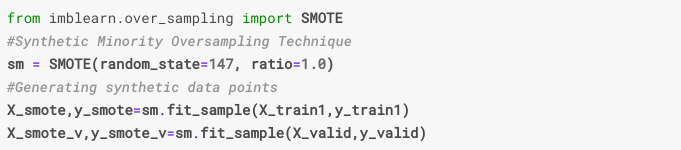 from imblearn.over_sampling import SMOTE
#Synthetic Minority Oversampling Technique
sm = SMOTE(random_state=147, ratio=1.0)
#Generating synthetic data points
X_smote,y_smote=sm.fit_sample(X_train1,y_train1)
X_smote_v,y_smote_v=sm.fit_sample(X_valid,y_valid)